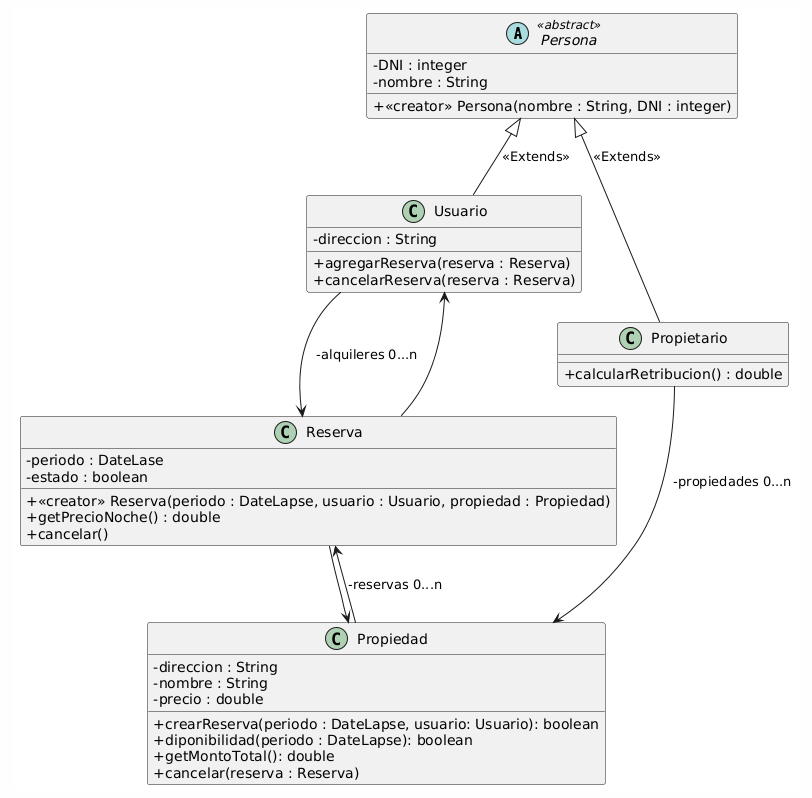 A «abstract»
Persona
-DNI : integer
-nombre : String
+«creator» Persona(nombre : String, DNI : integer)
«Extends»
«Extends»
C Usuario
-direccion : String
+agregarReserva(reserva : Reserva)
+cancelarReserva(reserva : Reserva)
C Propietario
+calcularRetribucion() : double
-alquileres 0...n
C Reserva
-periodo : DateLase
-estado : boolean
+«creator» Reserva(periodo : DateLapse, usuario : Usuario, propiedad : Propiedad)
+getPrecioNoche() : double
+cancelar()
-propiedades 0...n
-reservas 0...n
C Propiedad
-direccion : String
-nombre : String
-precio : double
+crearReserva(periodo : DateLapse, usuario: Usuario): boolean
+diponibilidad(periodo : DateLapse): boolean
+getMontoTotal(): double
+cancelar(reserva : Reserva)